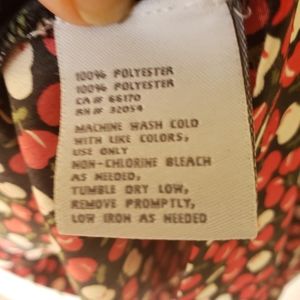 100% POLYESTER
100% POLYESTER
CA# 66170
RN# 32054
MACHINE WASH COLD
WITH LIKE COLORS,
USE ONLY
NON-CHLORINE BLEACH
AS NEEDED,
TUMBLE DRY LOW,
REMOVE PROMPTLY,
LOW IRON AS NEEDED